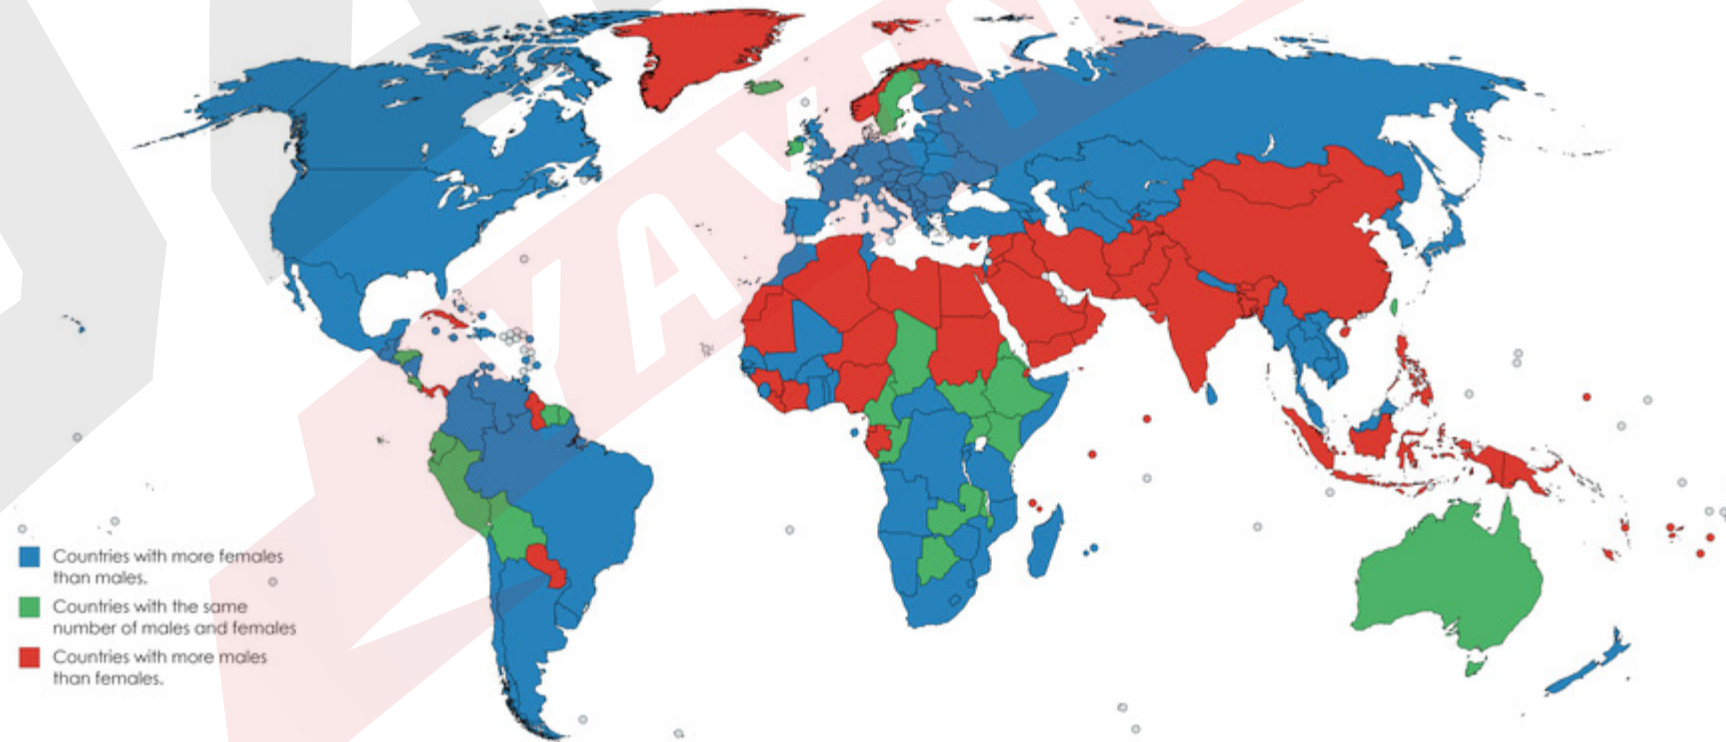 Countries with more females
than males.
Countries with the same
number of males and females
Countries with more males
than females.